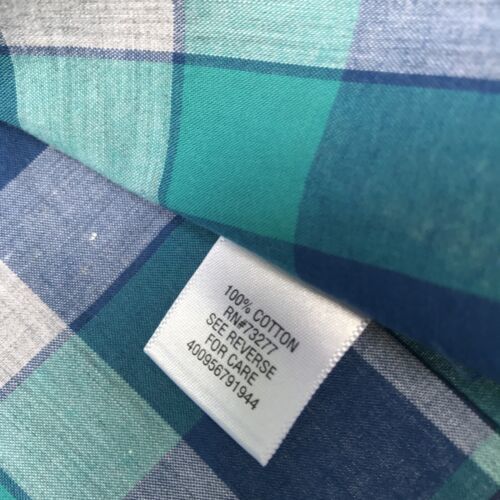 100% COTTON
RN#73277
SEE REVERSE
FOR CARE
400956791944